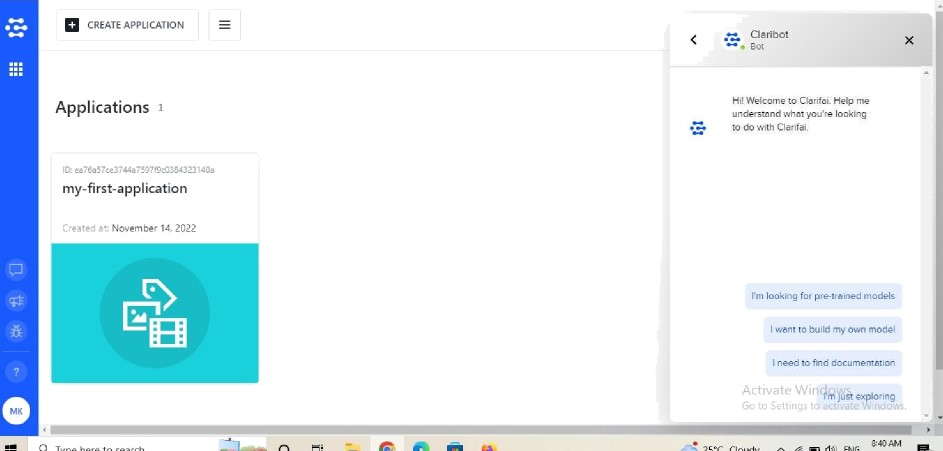 CREATE APPLICATION
Applications 1
ID: ea76a57ce3744a7597f9c0384323140a
my-first-application
Created at: November 14, 2022
?
MK
Claribot
Bot
Hi! Welcome to Clarifai. Help me
understand what you're looking
to do with Clarifai.
I'm looking for pre-trained models
I want to build my own model
I need to find documentation
I'm just exploring
Activate Windows
Go to Settings to activate Windows.
Type here to search
25°C Cloudy
ENG
8:40 AM